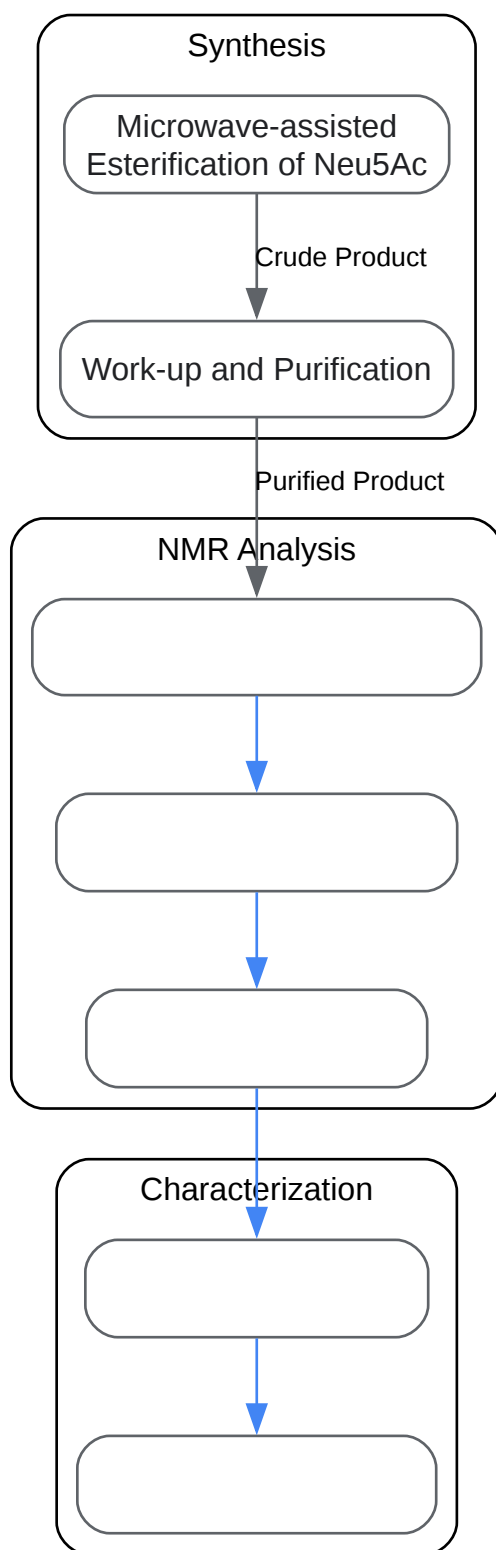 Synthesis
Microwave-assisted
Esterification of Neu5Ac
Crude Product
Work-up and Purification
Purified Product
NMR Analysis
Characterization